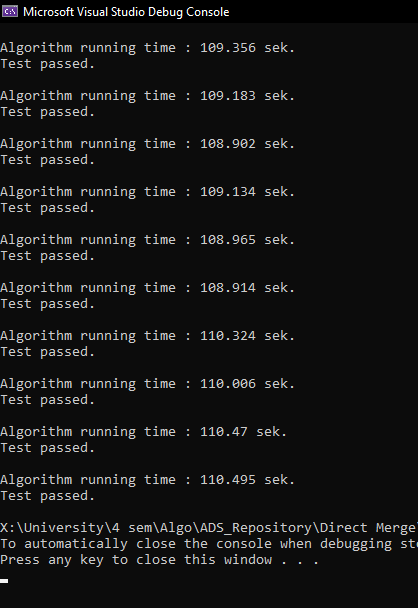 Microsoft Visual Studio Debug Console
Algorithm running time : 109.356 sek.
Test passed.
Algorithm running time : 109.183 sek.
Test passed.
Algorithm running time : 108.902 sek.
Test passed.
Algorithm running time : 109.134 sek.
Test passed.
Algorithm running time : 108.965 sek.
Test passed.
Algorithm running time : 108.914 sek.
Test passed.
Algorithm running time : 110.324 sek.
Test passed.
Algorithm running time : 110.006 sek.
Test passed.
Algorithm running time : 110.47 sek.
Test passed.
Algorithm running time : 110.495 sek.
Test passed.
X:\University\4 sem\Algo\ADS_Repository\Direct Merge
To automatically close the console when debugging st
Press any key to close this window . . .